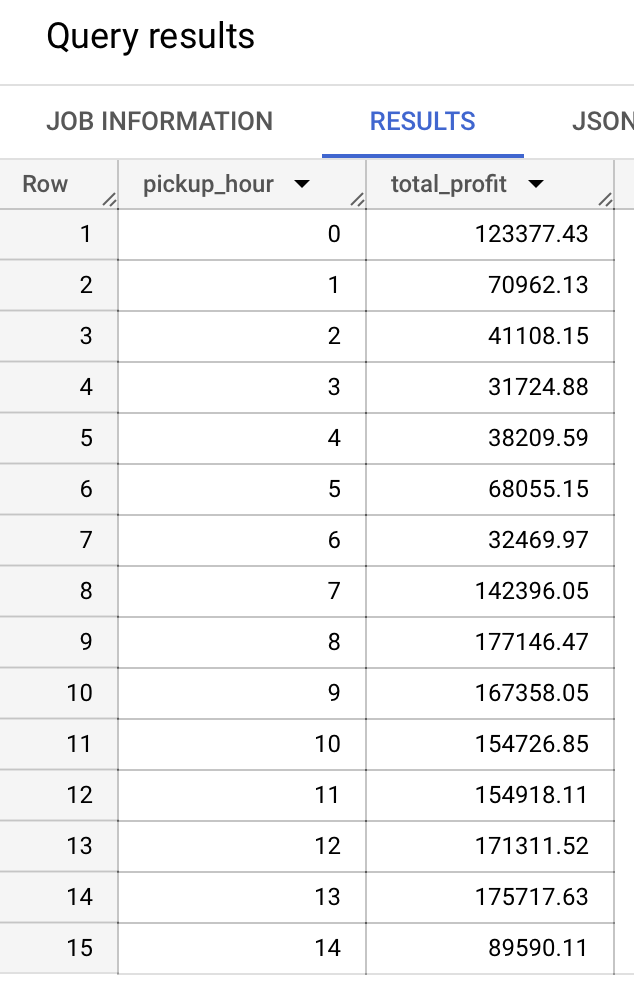 Query results
JOB INFORMATION RESULTS JSON
Row pickup_hour total_profit
1 0 123377.43
2 1 70962.13
3 2 41108.15
4 3 31724.88
5 4 38209.59
6 5 68055.15
7 6 32469.97
8 7 142396.05
9 8 177146.47
10 9 167358.05
11 10 154726.85
12 11 154918.11
13 12 171311.52
14 13 175717.63
15 14 89590.11